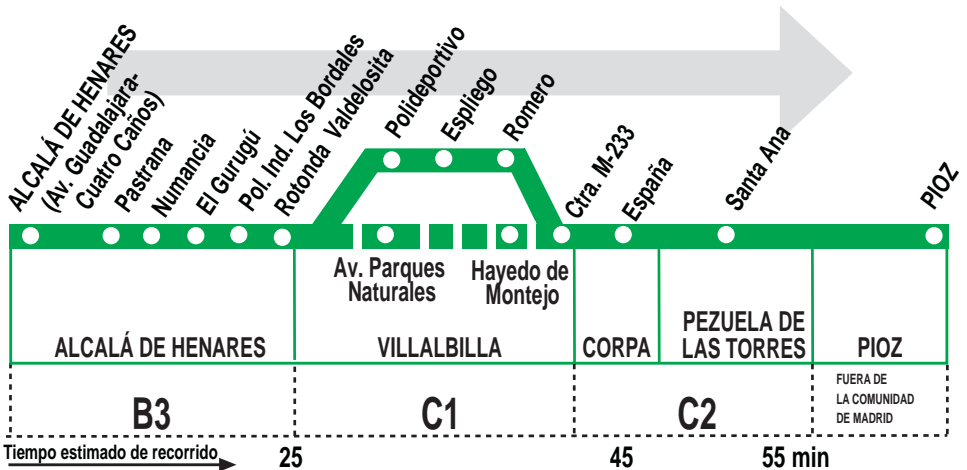 ALCALÁ DE HENARES
(Av. Guadalajara-
Cuatro Caños)
Pastrana
Numancia
El Gurugú
Pol. Ind. Los Bordales
Rotonda Valdelosita
Polideportivo
Espliego
Romero
Ctra. M-233
España
Santa Ana
PIOZ
Av. Parques
Naturales
Hayedo de
Montejo
ALCALÁ DE HENARES
VILLALBILLA
CORPA
PEZUELA DE
LAS TORRES
PIOZ
B3
C1
C2
FUERA DE
LA COMUNIDAD
DE MADRID
Tiempo estimado de recorrido
25
45
55 min